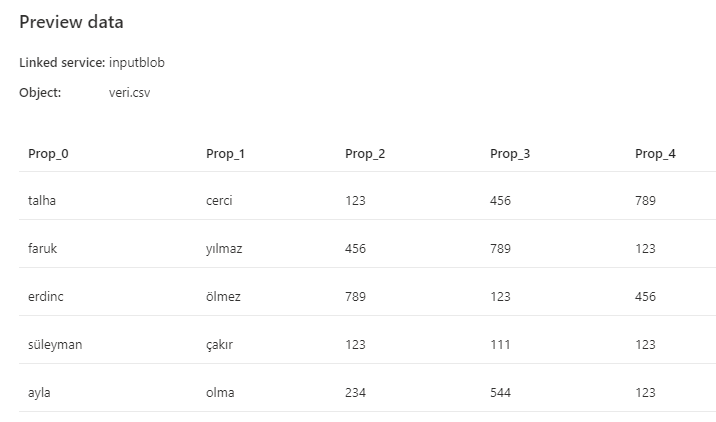 Preview data
Linked service: inputblob
Object: veri.csv
Prop_0 Prop_1 Prop_2 Prop_3 Prop_4
talha cerci 123 456 789
faruk yılmaz 456 789 123
erdinc ölmez 789 123 456
süleyman çakır 123 111 123
ayla olma 234 544 123